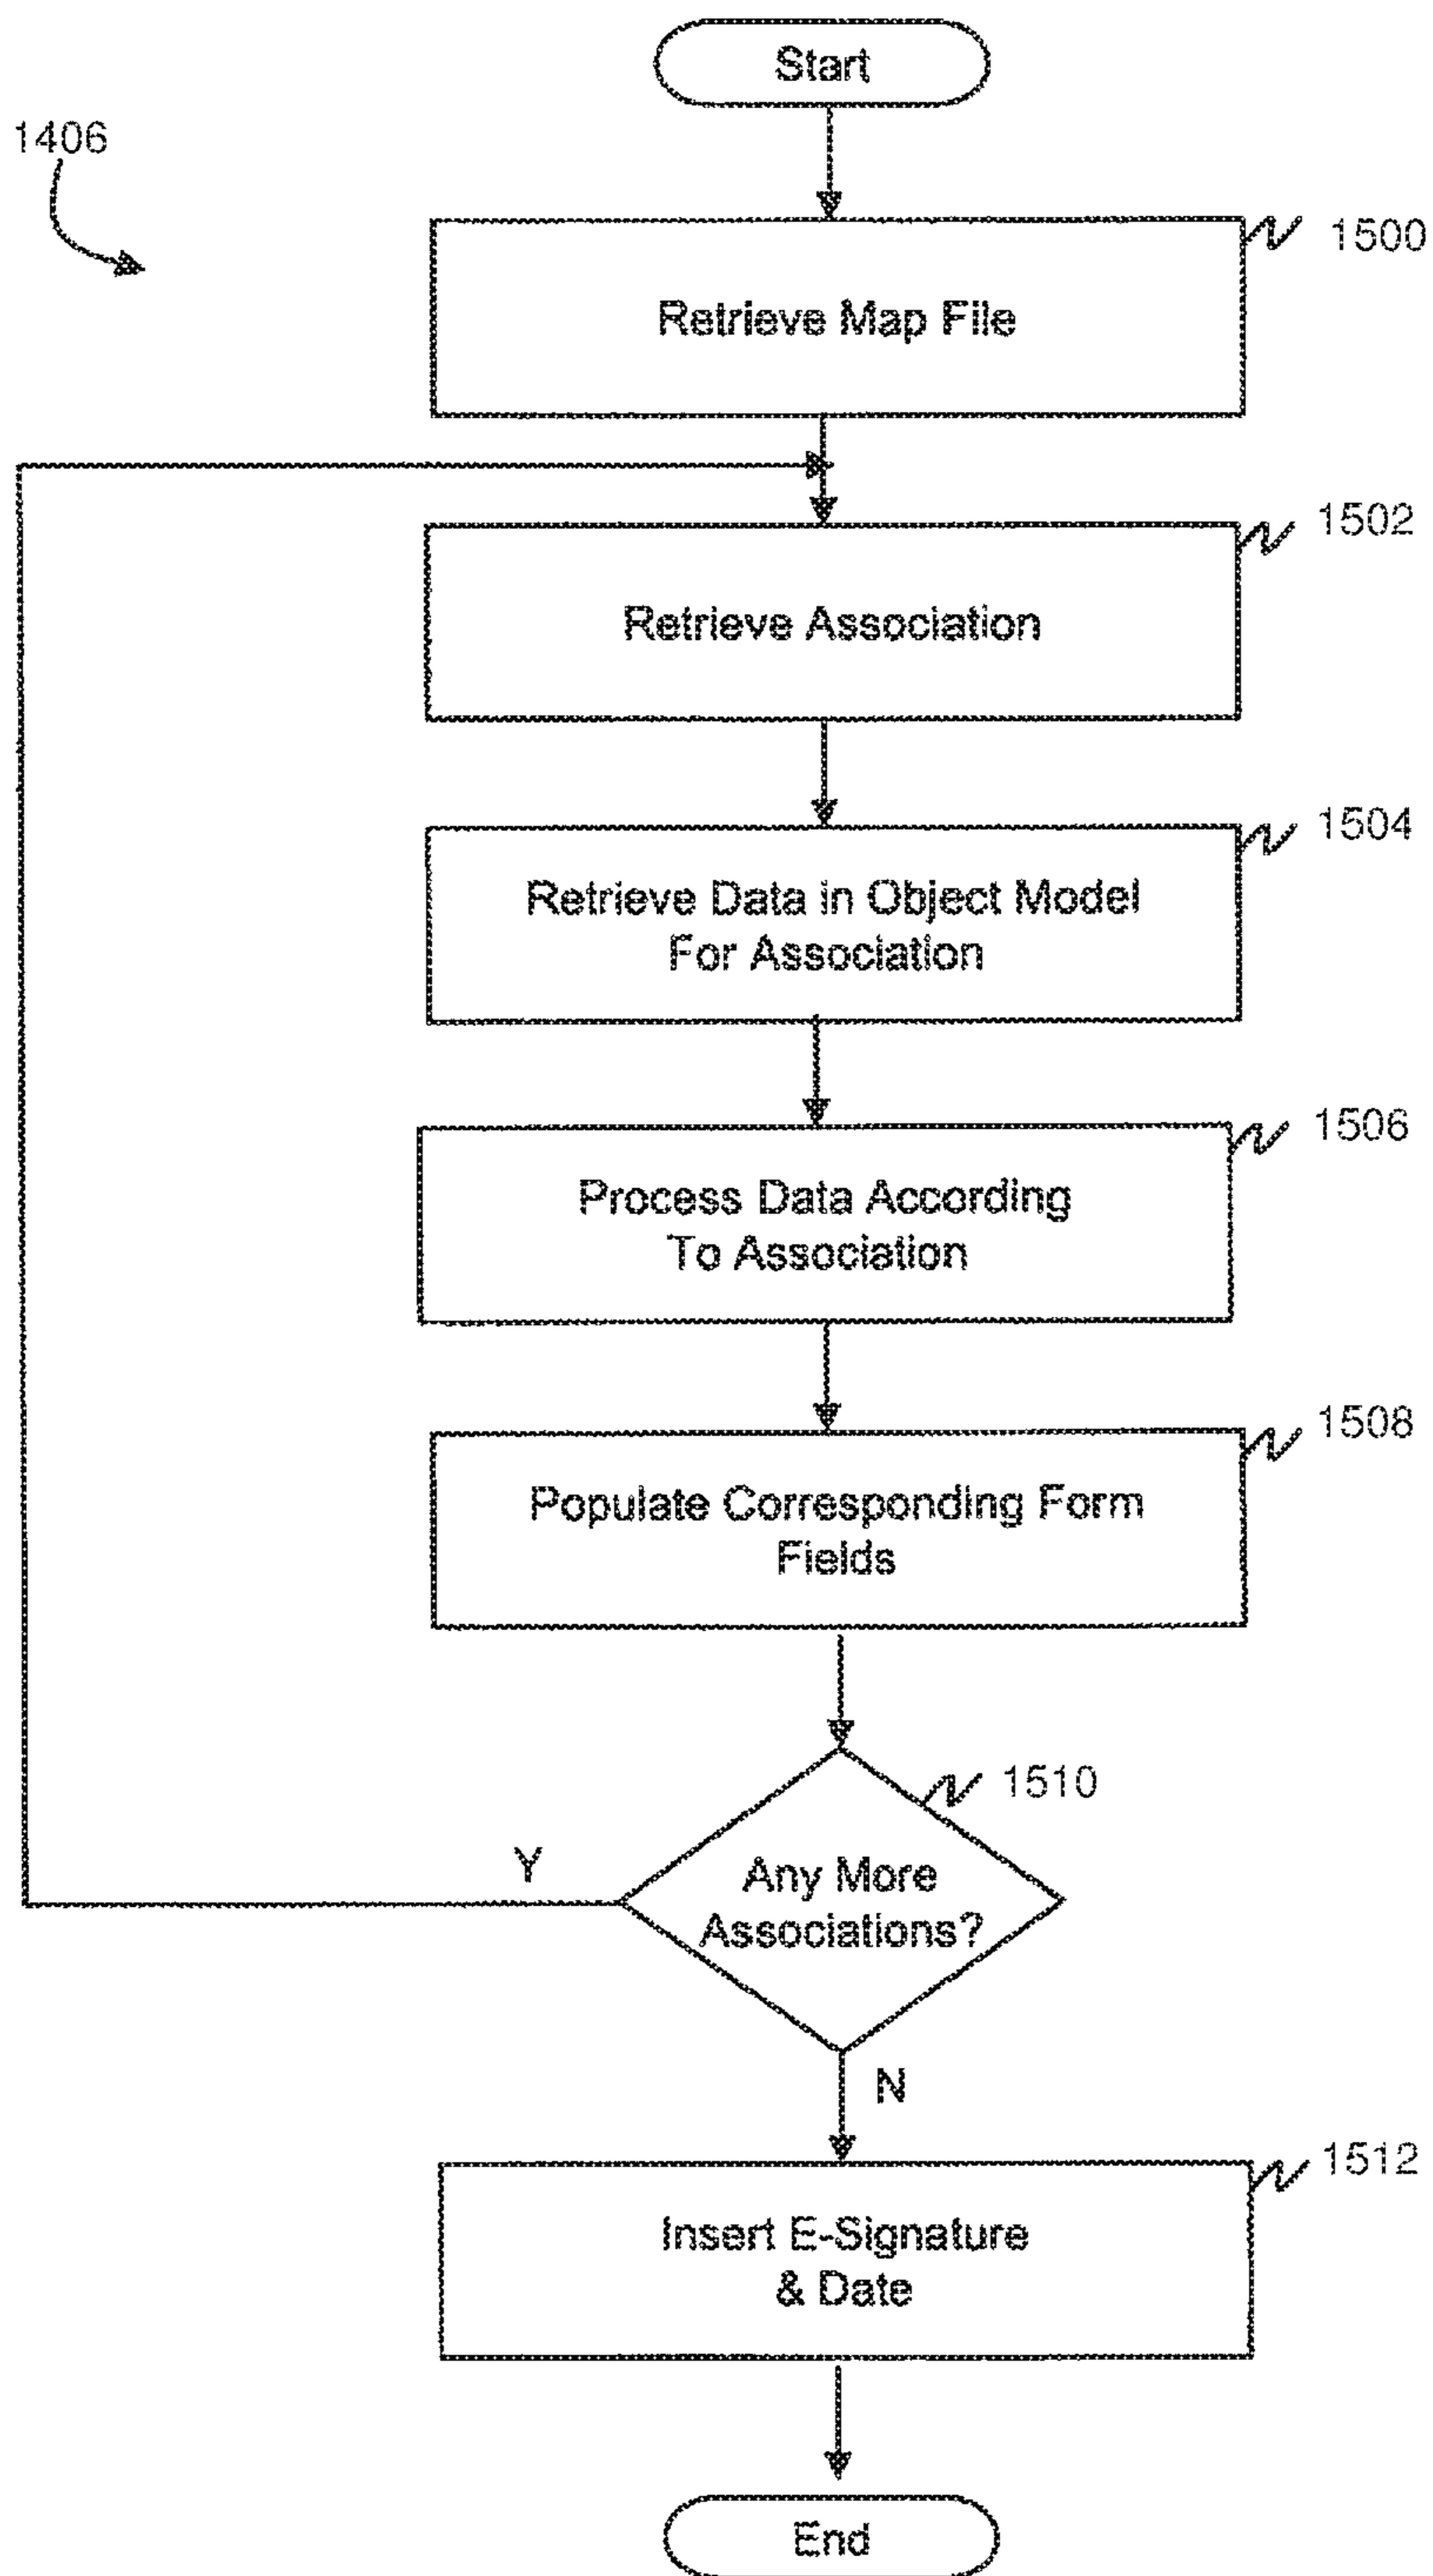 Start
1406
1500
Retrieve Map File
1502
Retrieve Association
1504
Retrieve Data in Object Model
For Association
1506
Process Data According
To Association
1508
Populate Corresponding Form
Fields
1510
Any More
Associations?
Y
N
1512
Insert E-Signature
& Date
End